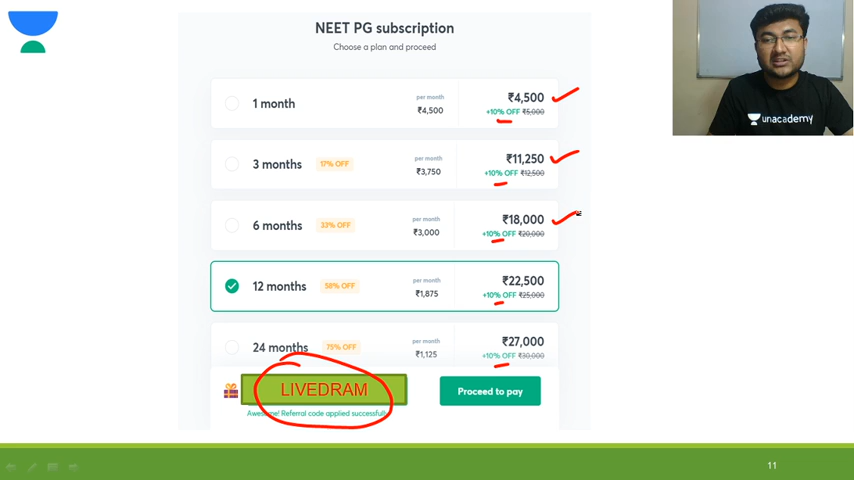 NEET PG subscription
Choose a plan and proceed
1 month
per month
₹4,500
₹4,500
+10% OFF ₹5,000
3 months 17% OFF
per month
₹3,750
₹11,250
+10% OFF ₹12,500
6 months 33% OFF
per month
₹3,000
₹18,000
+10% OFF ₹20,000
12 months 58% OFF
per month
₹1,875
₹22,500
+10% OFF ₹25,000
24 months 75% OFF
per month
₹1,125
₹27,000
+10% OFF ₹30,000
LIVEDRAM
Proceed to pay
Awesome! Referral code applied successfully
unacademy
11